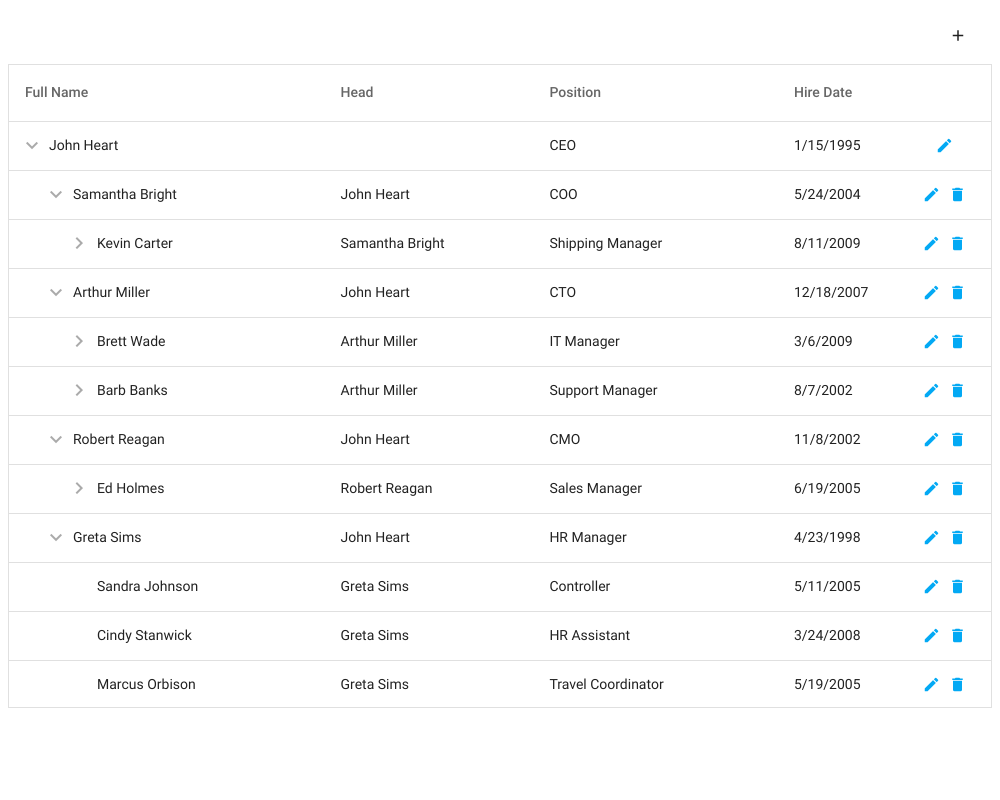 +
Full Name Head Position Hire Date
John Heart CEO 1/15/1995
Samantha Bright John Heart COO 5/24/2004
Kevin Carter Samantha Bright Shipping Manager 8/11/2009
Arthur Miller John Heart CTO 12/18/2007
Brett Wade Arthur Miller IT Manager 3/6/2009
Barb Banks Arthur Miller Support Manager 8/7/2002
Robert Reagan John Heart CMO 11/8/2002
Ed Holmes Robert Reagan Sales Manager 6/19/2005
Greta Sims John Heart HR Manager 4/23/1998
Sandra Johnson Greta Sims Controller 5/11/2005
Cindy Stanwick Greta Sims HR Assistant 3/24/2008
Marcus Orbison Greta Sims Travel Coordinator 5/19/2005